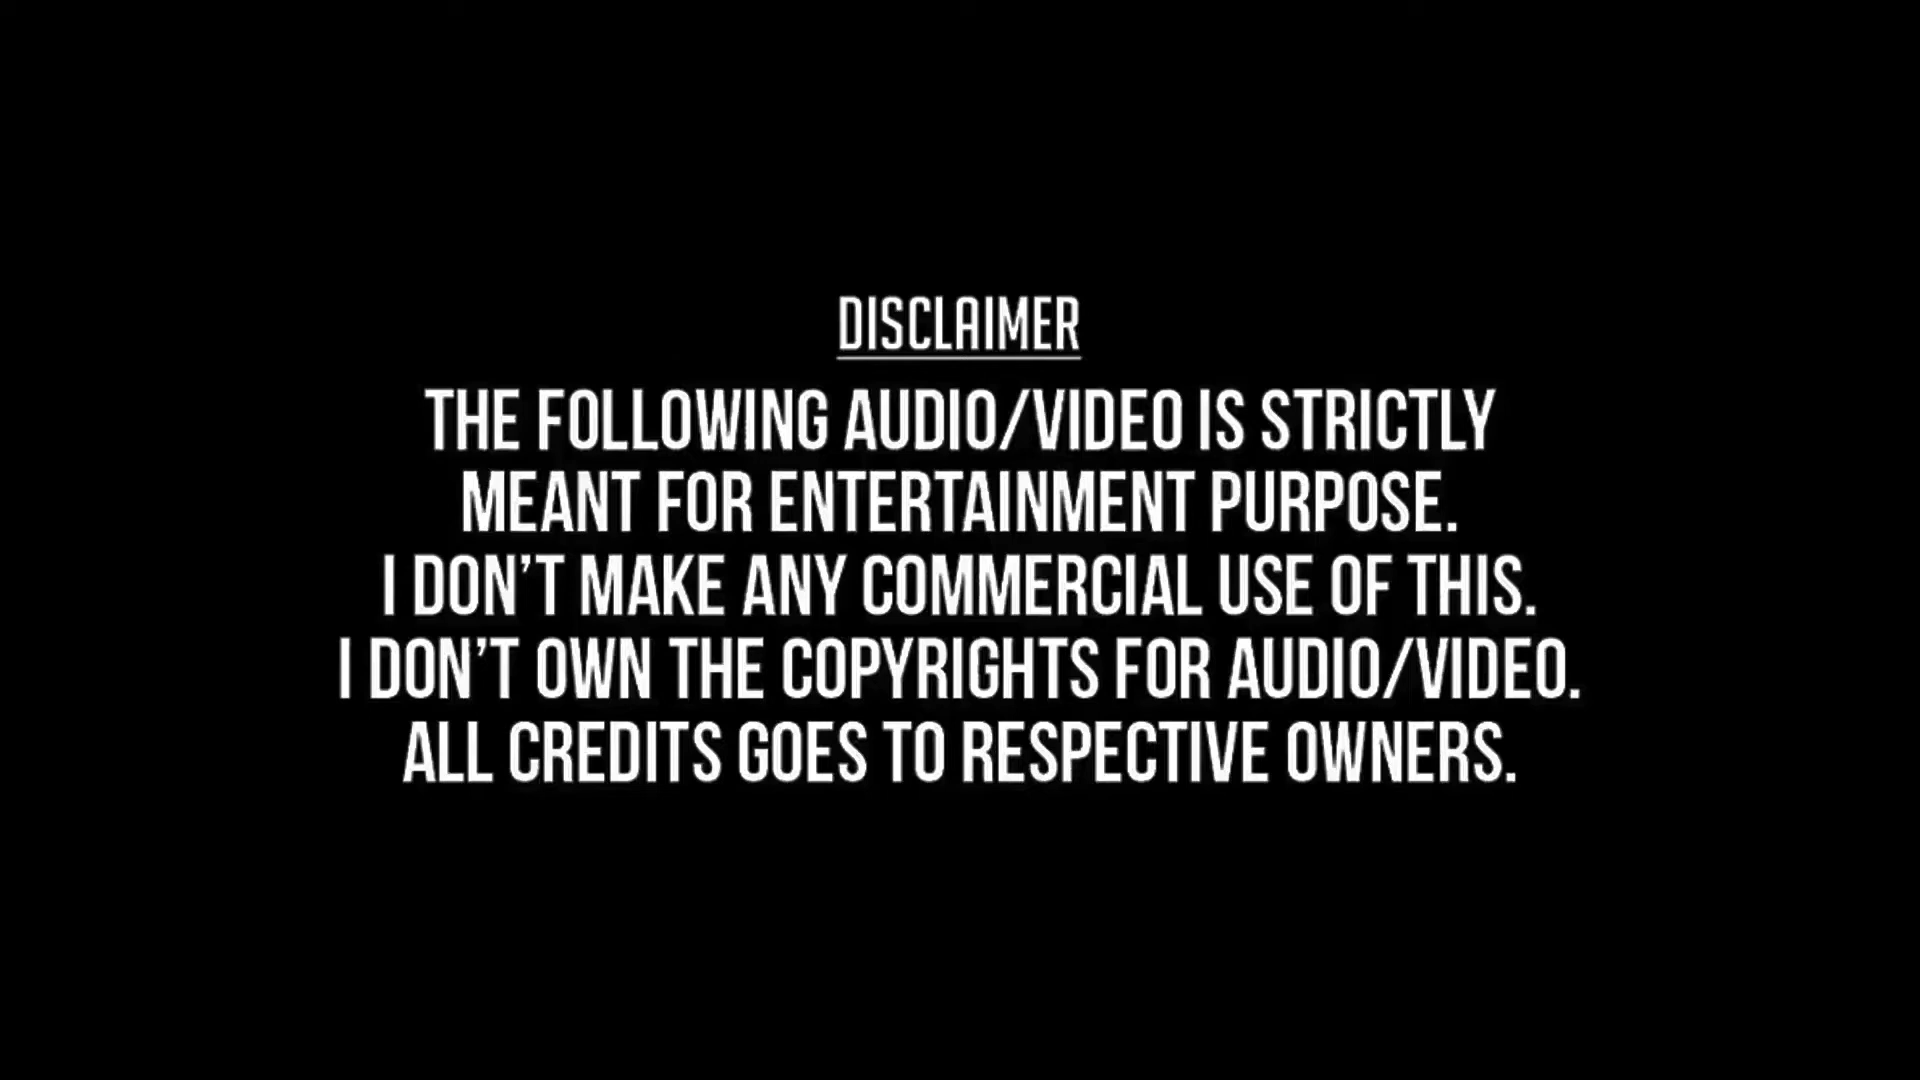 DISCLAIMER
THE FOLLOWING AUDIO/VIDEO IS STRICTLY
MEANT FOR ENTERTAINMENT PURPOSE.
I DON’T MAKE ANY COMMERCIAL USE OF THIS.
I DON’T OWN THE COPYRIGHTS FOR AUDIO/VIDEO.
ALL CREDITS GOES TO RESPECTIVE OWNERS.